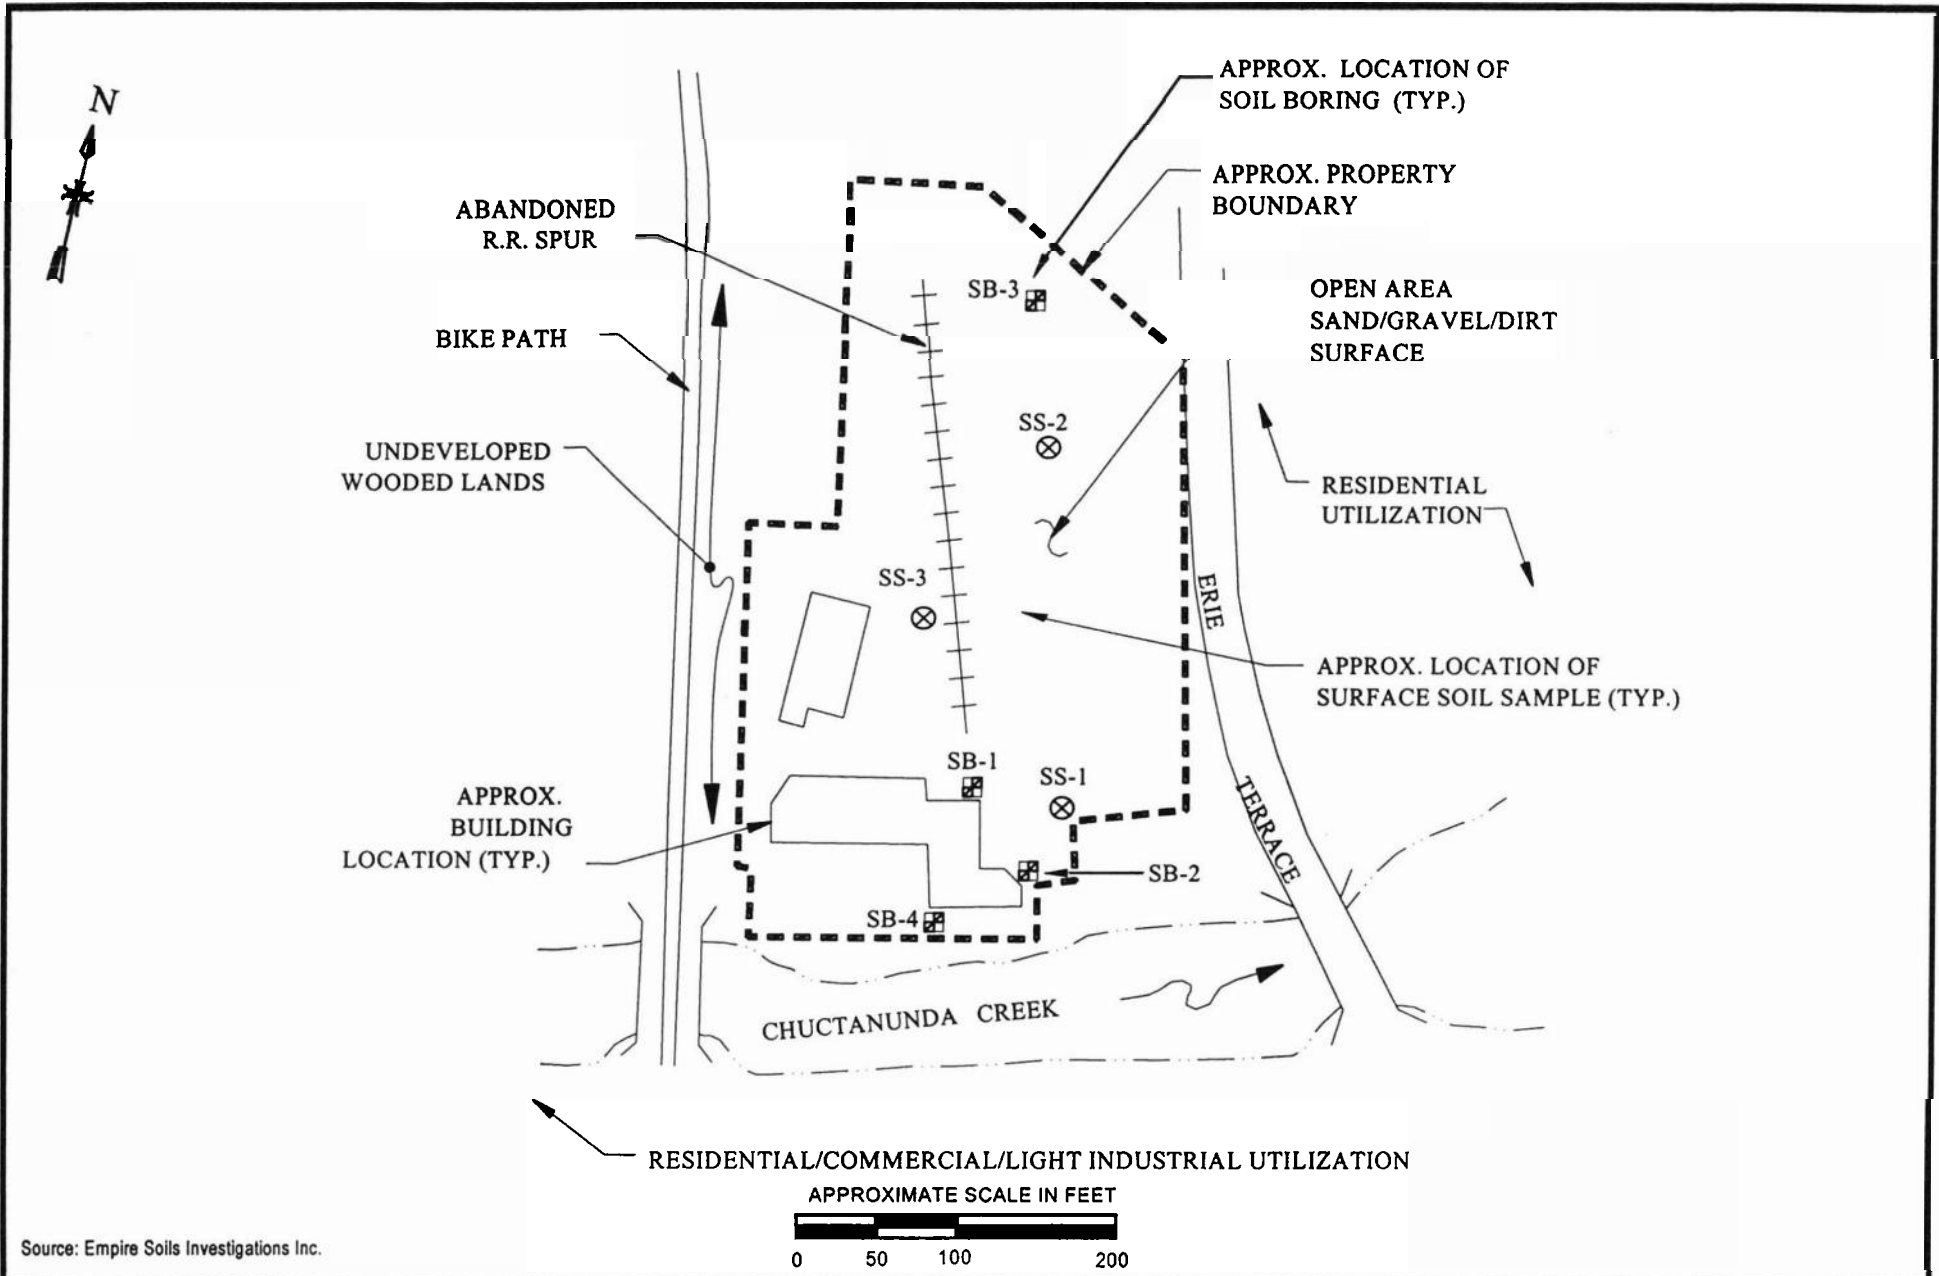 N
APPROX. LOCATION OF
SOIL BORING (TYP.)
APPROX. PROPERTY
BOUNDARY
ABANDONED
R.R. SPUR
SB-3
OPEN AREA
SAND/GRAVEL/DIRT
SURFACE
BIKE PATH
SS-2
UNDEVELOPED
WOODED LANDS
RESIDENTIAL
UTILIZATION
SS-3
ERIE
TERRACE
APPROX. LOCATION OF
SURFACE SOIL SAMPLE (TYP.)
SB-1
SS-1
APPROX.
BUILDING
LOCATION (TYP.)
SB-2
SB-4
CHUCTANUNDA CREEK
RESIDENTIAL/COMMERCIAL/LIGHT INDUSTRIAL UTILIZATION
APPROXIMATE SCALE IN FEET
0 50 100 200
Source: Empire Soils Investigations Inc.